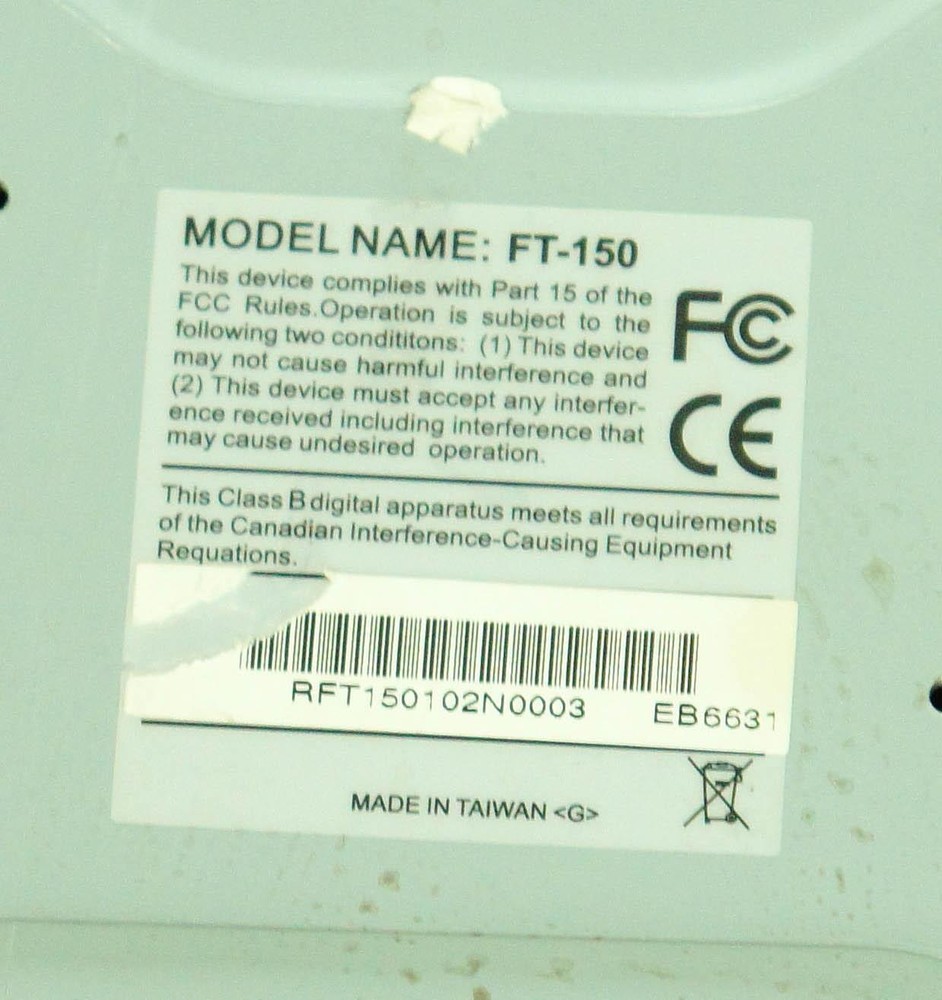 MODEL NAME: FT-150
This device complies with Part 15 of the
FCC Rules.Operation is subject to the
following two condititons: (1) This device
may not cause harmful interference and
(2) This device must accept any interfer-
ence received including interference that
may cause undesired operation.
FC
CE
This Class B digital apparatus meets all requirements
of the Canadian Interference-Causing Equipment
Requations.
RFT150102N0003 EB6631
MADE IN TAIWAN <G>